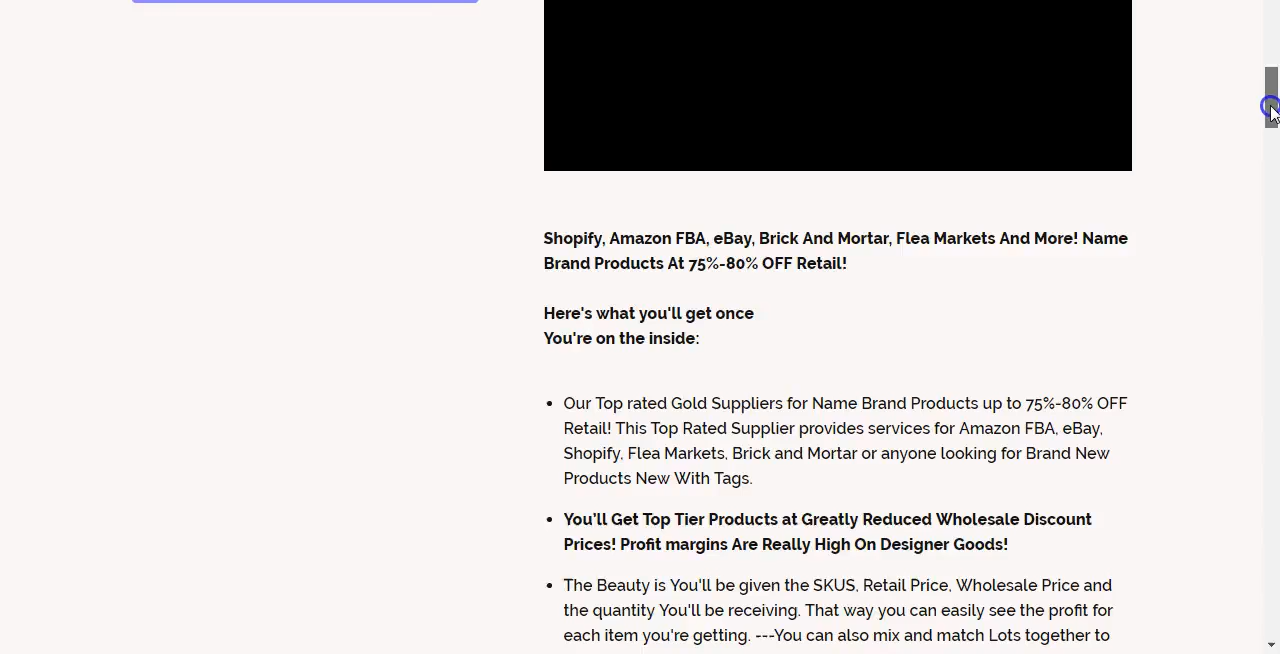 Shopify, Amazon FBA, eBay, Brick And Mortar, Flea Markets And More! Name
Brand Products At 75%-80% OFF Retail!
Here's what you'll get once
You're on the inside:
• Our Top rated Gold Suppliers for Name Brand Products up to 75%-80% OFF
Retail! This Top Rated Supplier provides services for Amazon FBA, eBay,
Shopify, Flea Markets, Brick and Mortar or anyone looking for Brand New
Products New With Tags.
• You'll Get Top Tier Products at Greatly Reduced Wholesale Discount
Prices! Profit margins Are Really High On Designer Goods!
• The Beauty is You'll be given the SKUS, Retail Price, Wholesale Price and
the quantity You'll be receiving. That way you can easily see the profit for
each item you're getting. ---You can also mix and match Lots together to